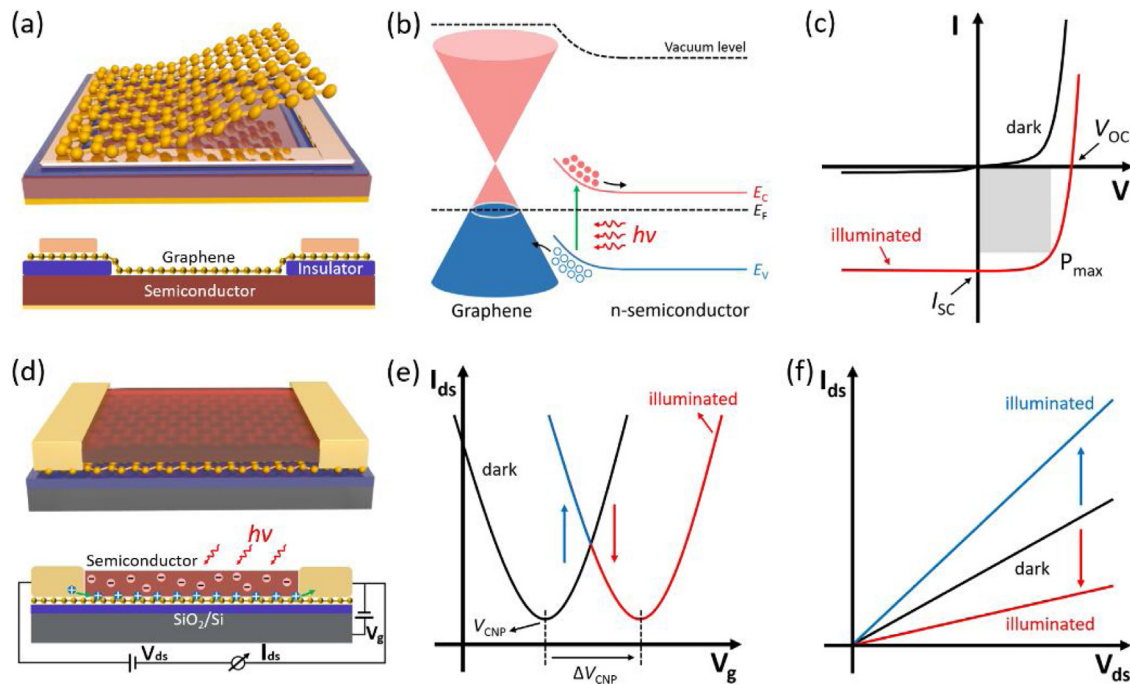 (a)
Graphene
Insulator
Semiconductor
(b)
Vacuum level
E_C
E_F
hν
E_V
Graphene
n-semiconductor
(c)
I
dark
V_OC
V
illuminated
P_max
I_SC
(d)
hν
Semiconductor
SiO₂/Si
V_g
V_ds
I_ds
(e)
I_ds
illuminated
dark
V_CNP
V_g
ΔV_CNP
(f)
I_ds
illuminated
dark
illuminated
V_ds